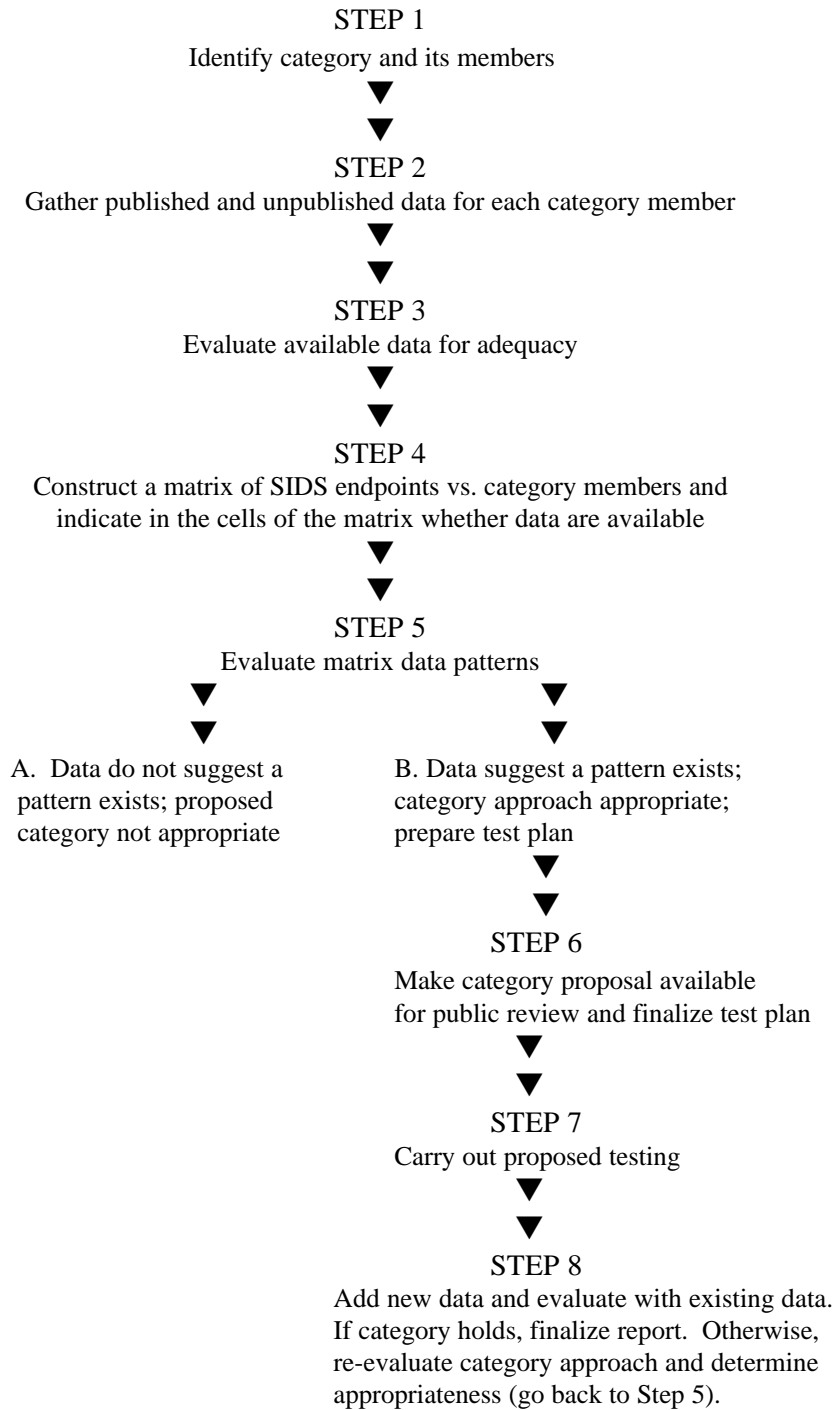 STEP 1
Identify category and its members
STEP 2
Gather published and unpublished data for each category member
STEP 3
Evaluate available data for adequacy
STEP 4
Construct a matrix of SIDS endpoints vs. category members and
indicate in the cells of the matrix whether data are available
STEP 5
Evaluate matrix data patterns
A. Data do not suggest a
pattern exists; proposed
category not appropriate
B. Data suggest a pattern exists;
category approach appropriate;
prepare test plan
STEP 6
Make category proposal available
for public review and finalize test plan
STEP 7
Carry out proposed testing
STEP 8
Add new data and evaluate with existing data.
If category holds, finalize report. Otherwise,
re-evaluate category approach and determine
appropriateness (go back to Step 5).